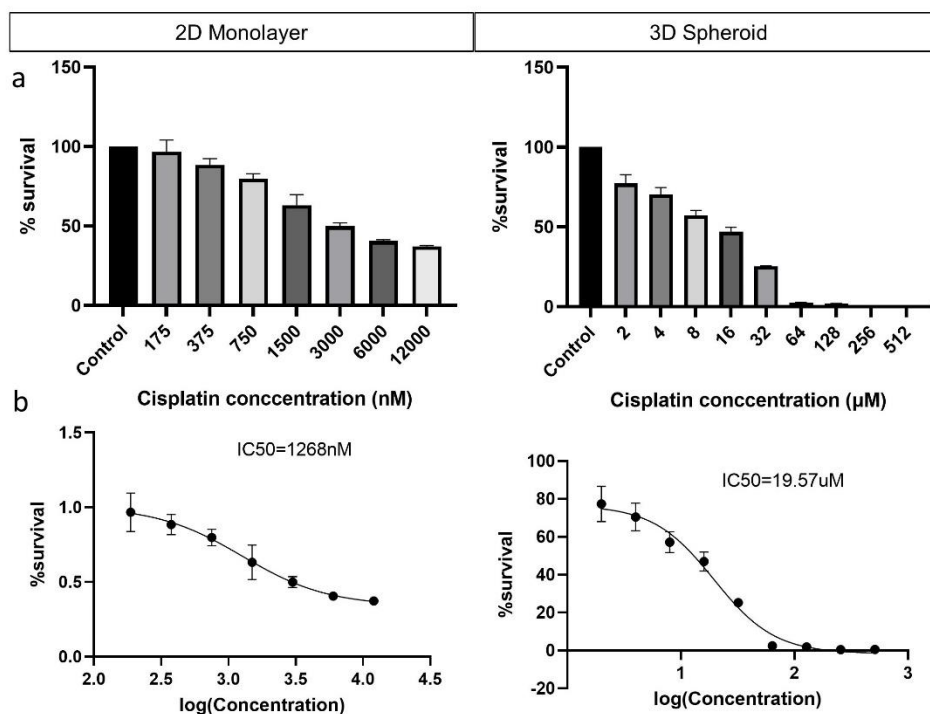 2D Monolayer
3D Spheroid
a
150
100
50
0
% survival
Control
175
375
750
1500
3000
6000
12000
Cisplatin conccentration (nM)
150
100
50
0
%survival
Control
2
4
8
16
32
64
128
256
512
Cisplatin conccentration (µM)
b
1.5
1.0
0.5
0.0
%survival
IC50=1268nM
2.0
2.5
3.0
3.5
4.0
4.5
log(Concentration)
100
80
60
40
20
0
-20
%survival
IC50=19.57uM
1
2
3
log(Concentration)